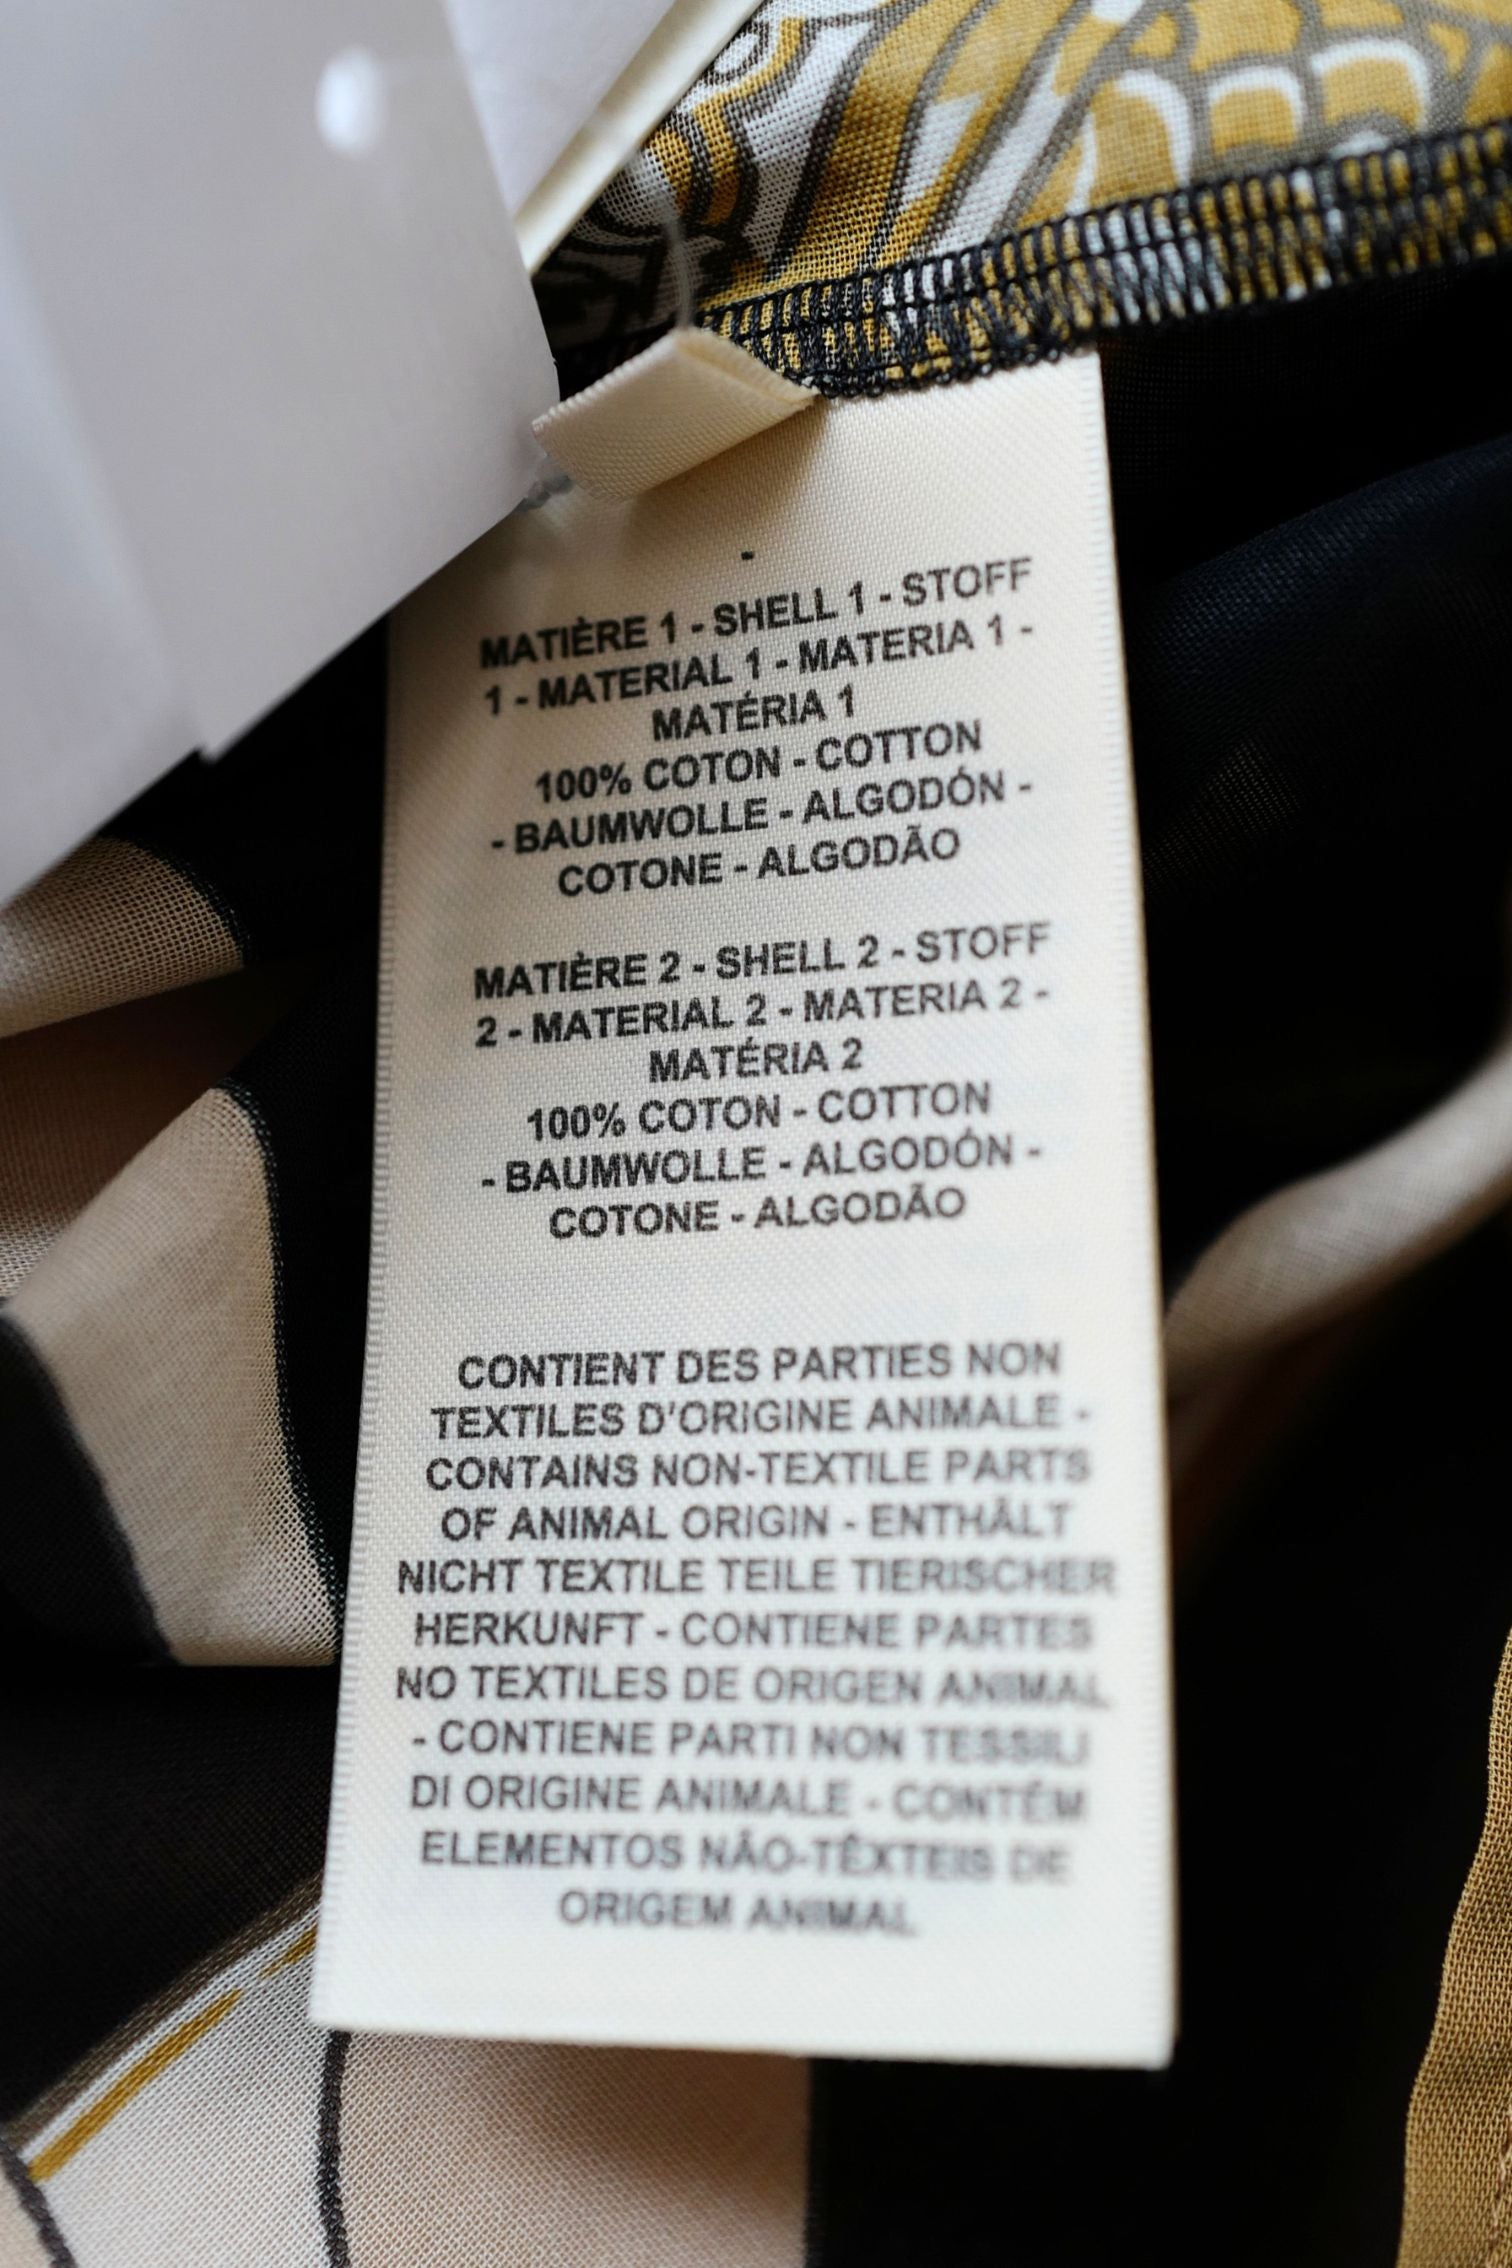 -
MATIÈRE 1 - SHELL 1 - STOFF
1 - MATERIAL 1 - MATERIA 1 -
MATÉRIA 1
100% COTON - COTTON
- BAUMWOLLE - ALGODÓN -
COTONE - ALGODÃO
MATIÈRE 2 - SHELL 2 - STOFF
2 - MATERIAL 2 - MATERIA 2 -
MATÉRIA 2
100% COTON - COTTON
- BAUMWOLLE - ALGODÓN -
COTONE - ALGODÃO
CONTIENT DES PARTIES NON
TEXTILES D'ORIGINE ANIMALE -
CONTAINS NON-TEXTILE PARTS
OF ANIMAL ORIGIN - ENTHÄLT
NICHT TEXTILE TEILE TIERISCHER
HERKUNFT - CONTIENE PARTES
NO TEXTILES DE ORIGEN ANIMAL
- CONTIENE PARTI NON TESSILI
DI ORIGINE ANIMALE - CONTÉM
ELEMENTOS NÃO-TÊXTEIS DE
ORIGEM ANIMAL